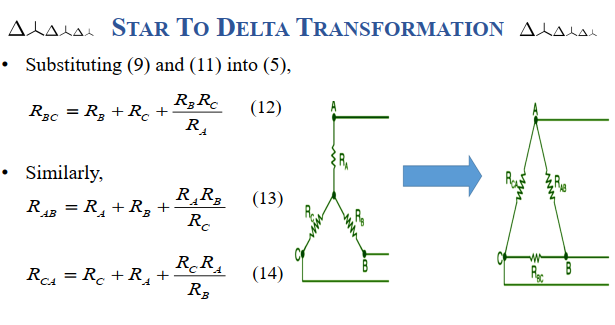 STAR TO DELTA TRANSFORMATION
• Substituting (9) and (11) into (5),
R_BC = R_B + R_C + R_B R_C / R_A (12)
• Similarly,
R_AB = R_A + R_B + R_A R_B / R_C (13)
R_CA = R_C + R_A + R_C R_A / R_B (14)
A
R_A
R_C
R_B
C
B
A
R_CA
R_AB
C
B
R_BC